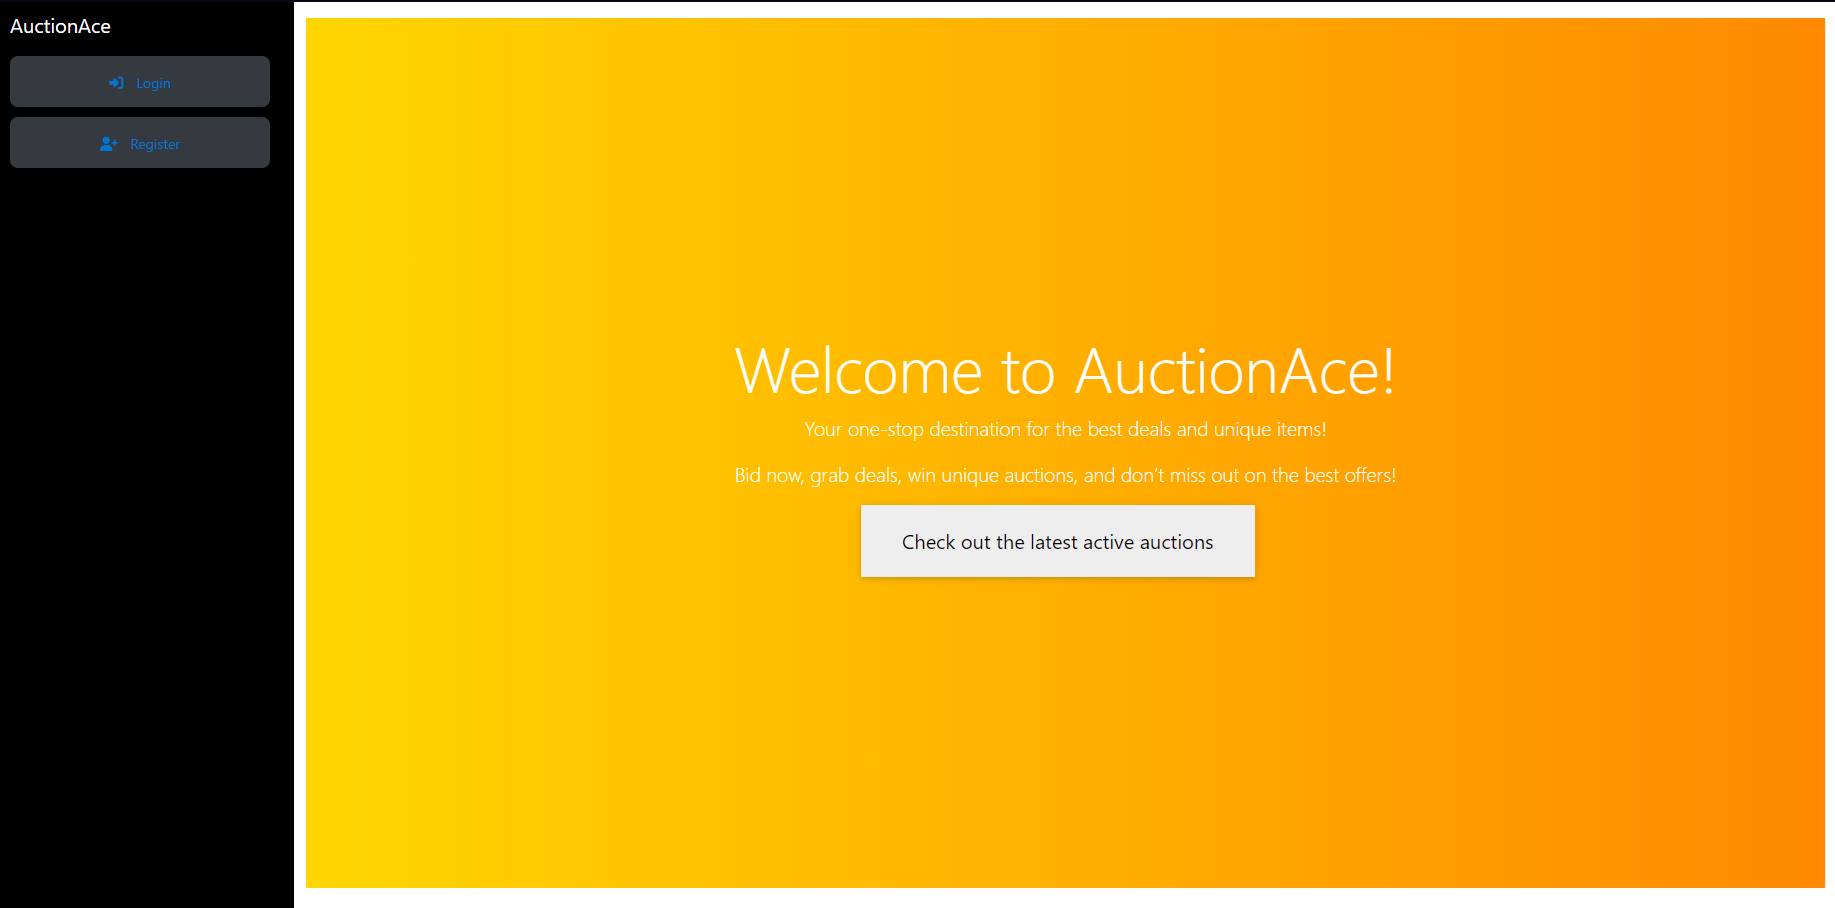 AuctionAce
Login
Register
Welcome to AuctionAce!
Your one-stop destination for the best deals and unique items!
Bid now, grab deals, win unique auctions, and don't miss out on the best offers!
Check out the latest active auctions